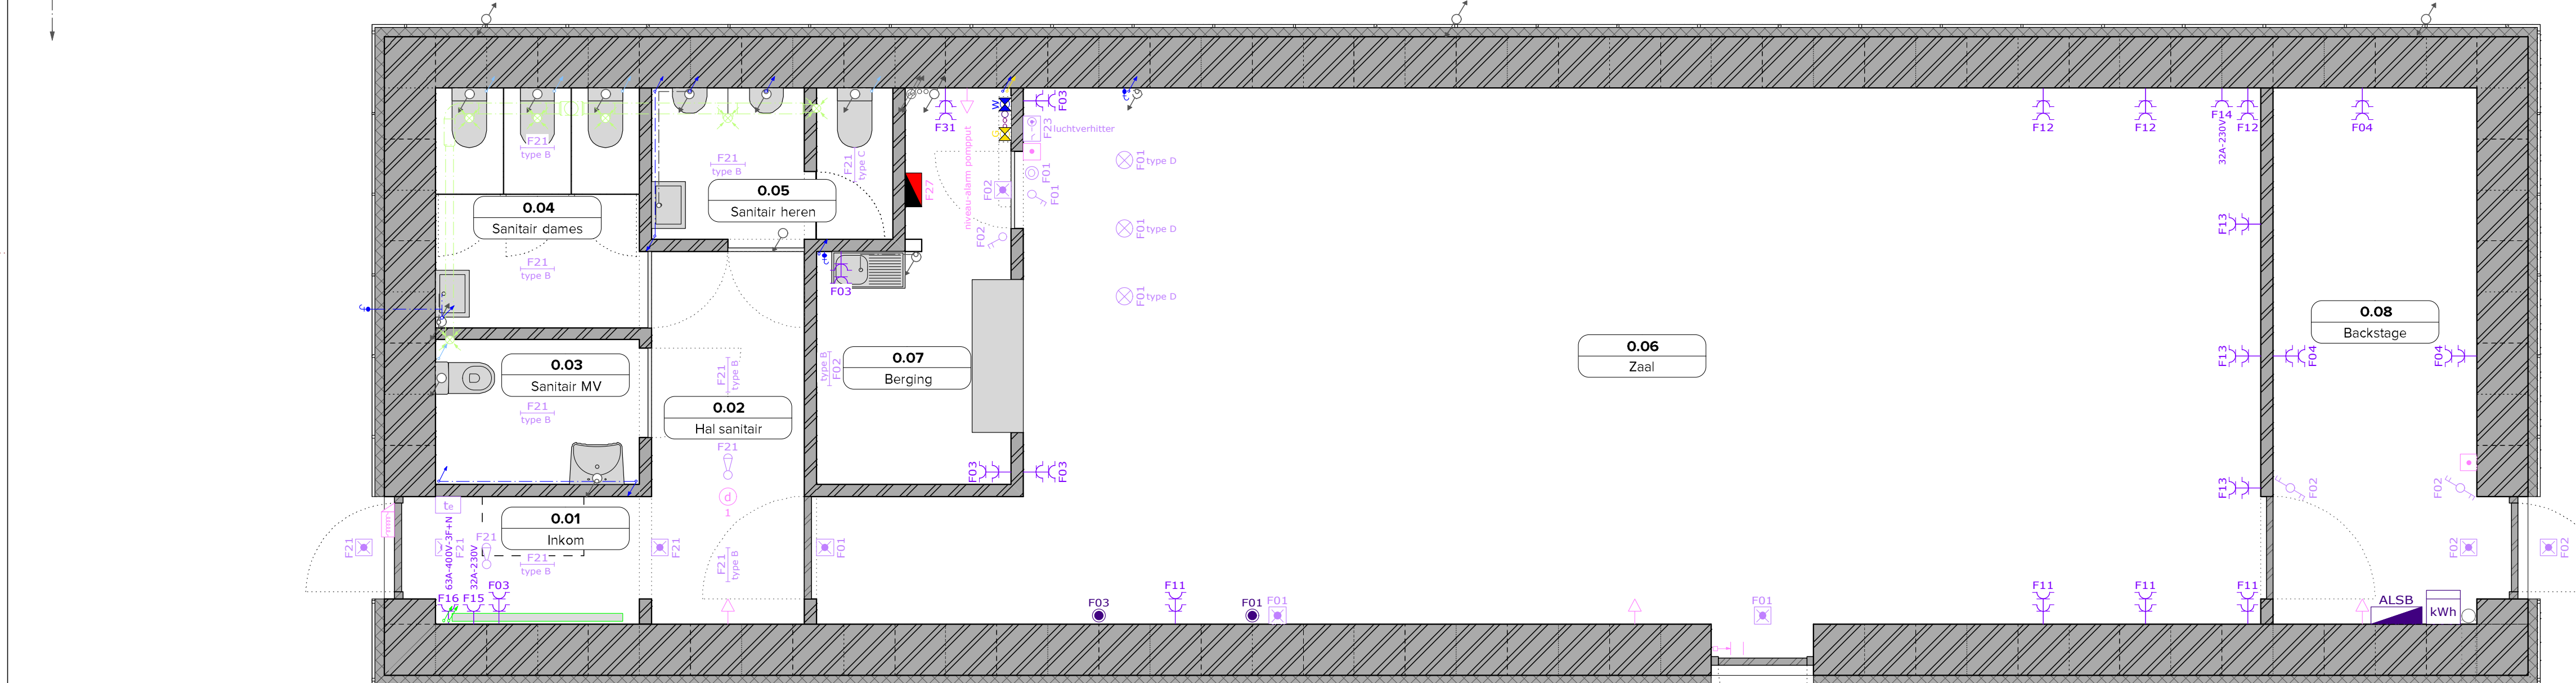 F31
F03
W
G
F23
luchtverhitter
F12
F12
F14
32A-230V
F12
F04
F21
type B
F21
type B
F21
type C
niveau-alarm pompput
F27
F02
F01
F01
F01
type D
0.04
Sanitair dames
0.05
Sanitair heren
F02
F01
type D
F13
F21
type B
F03
F01
type D
0.03
Sanitair MV
F21
type B
F21
type B
type B
F02
0.07
Berging
0.06
Zaal
F13
F04
0.08
Backstage
F04
0.02
Hal sanitair
F21
d
1
F03
F03
F13
F02
F02
te
0.01
Inkom
F21
F21
63A-400V-3F+N
32A-230V
F21
F21
type B
F21
F21
type B
F01
F02
F02
F16
F15
F03
F03
F11
F01
F01
F01
F11
F11
F11
ALSB
kWh